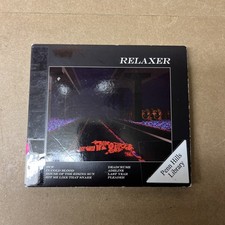 RELAXER
3WW
IN COLD BLOOD
HOUSE OF THE RISING SUN
HIT ME LIKE THAT SNARE
DEADCRUSH
ADELINE
LAST YEAR
PLEADER
Penn Hills
Library